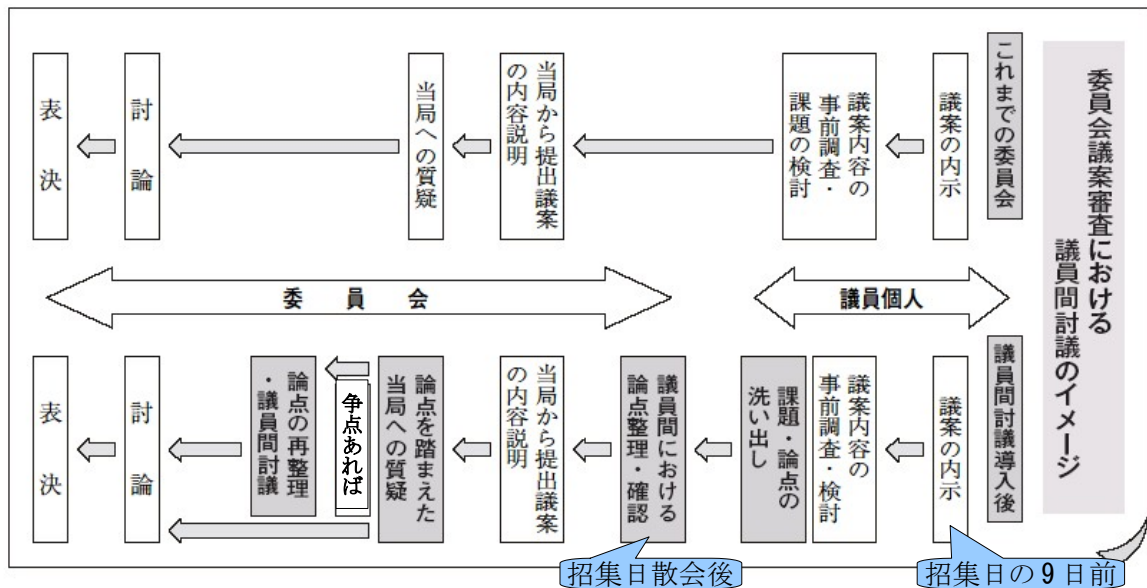 委員会議案審査における
議員間討議のイメージ
これまでの委員会
議案の内示
議案内容の
事前調査・
課題の検討
当局から提出議案
の内容説明
当局への質疑
討論
表決
議員個人
委員会
議員間討議導入後
議案の内示
議案内容の
事前調査・検討
課題・論点の
洗い出し
議員間における
論点整理・確認
当局から提出議案
の内容説明
論点を踏まえた
当局への質疑
争点あれば
論点の再整理
・議員間討議
討論
表決
招集日散会後
招集日の9日前